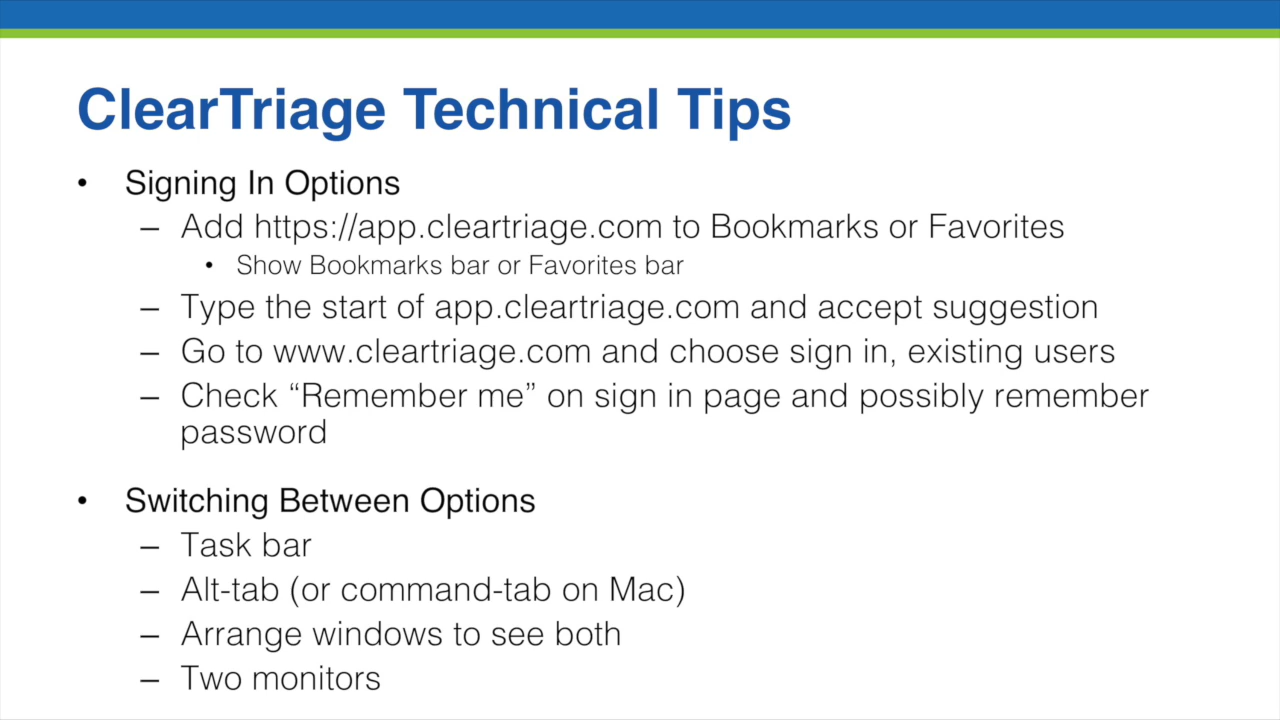 ClearTriage Technical Tips
• Signing In Options
– Add https://app.cleartriage.com to Bookmarks or Favorites
• Show Bookmarks bar or Favorites bar
– Type the start of app.cleartriage.com and accept suggestion
– Go to www.cleartriage.com and choose sign in, existing users
– Check “Remember me” on sign in page and possibly remember
password
• Switching Between Options
– Task bar
– Alt-tab (or command-tab on Mac)
– Arrange windows to see both
– Two monitors